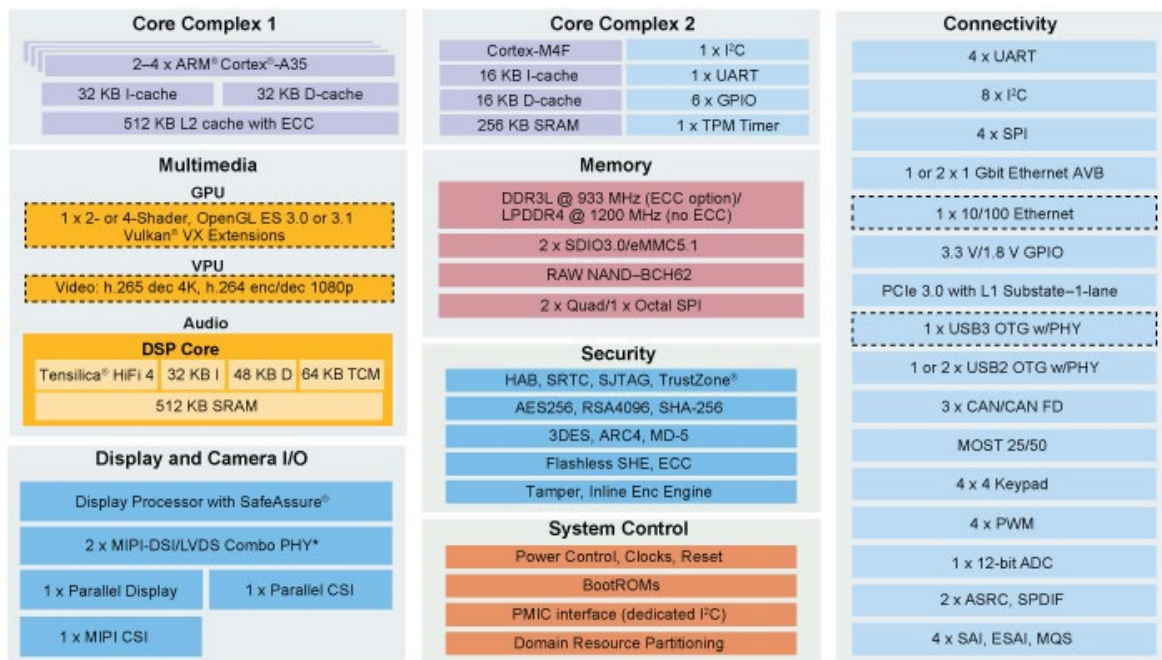 Core Complex 1
2–4 x ARM® Cortex®-A35
32 KB I-cache
32 KB D-cache
512 KB L2 cache with ECC
Multimedia
GPU
1 x 2- or 4-Shader, OpenGL ES 3.0 or 3.1
Vulkan® VX Extensions
VPU
Video: h.265 dec 4K, h.264 enc/dec 1080p
Audio
DSP Core
Tensilica® HiFi 4
32 KB I
48 KB D
64 KB TCM
512 KB SRAM
Display and Camera I/O
Display Processor with SafeAssure®
2 x MIPI-DSI/LVDS Combo PHY*
1 x Parallel Display
1 x Parallel CSI
1 x MIPI CSI
Core Complex 2
Cortex-M4F
1 x I²C
16 KB I-cache
1 x UART
16 KB D-cache
6 x GPIO
256 KB SRAM
1 x TPM Timer
Memory
DDR3L @ 933 MHz (ECC option)/
LPDDR4 @ 1200 MHz (no ECC)
2 x SDIO3.0/eMMC5.1
RAW NAND–BCH62
2 x Quad/1 x Octal SPI
Security
HAB, SRTC, SJTAG, TrustZone®
AES256, RSA4096, SHA-256
3DES, ARC4, MD-5
Flashless SHE, ECC
Tamper, Inline Enc Engine
System Control
Power Control, Clocks, Reset
BootROMs
PMIC interface (dedicated I²C)
Domain Resource Partitioning
Connectivity
4 x UART
8 x I²C
4 x SPI
1 or 2 x 1 Gbit Ethernet AVB
1 x 10/100 Ethernet
3.3 V/1.8 V GPIO
PCIe 3.0 with L1 Substate–1-lane
1 x USB3 OTG w/PHY
1 or 2 x USB2 OTG w/PHY
3 x CAN/CAN FD
MOST 25/50
4 x 4 Keypad
4 x PWM
1 x 12-bit ADC
2 x ASRC, SPDIF
4 x SAI, ESAI, MQS